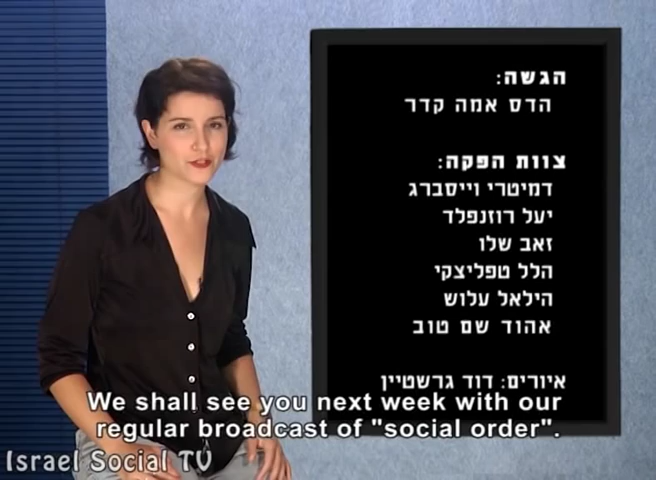 הגשה:
הדס אמה קדר
צוות הפקה:
דמיטרי וייסברג
יעל רוזנפלד
זאב שלו
הלל טפליצקי
הילאל עלוש
אהוד שם טוב
איורים: דוד גרשטיין
We shall see you next week with our
regular broadcast of "social order".
Israel Social TV